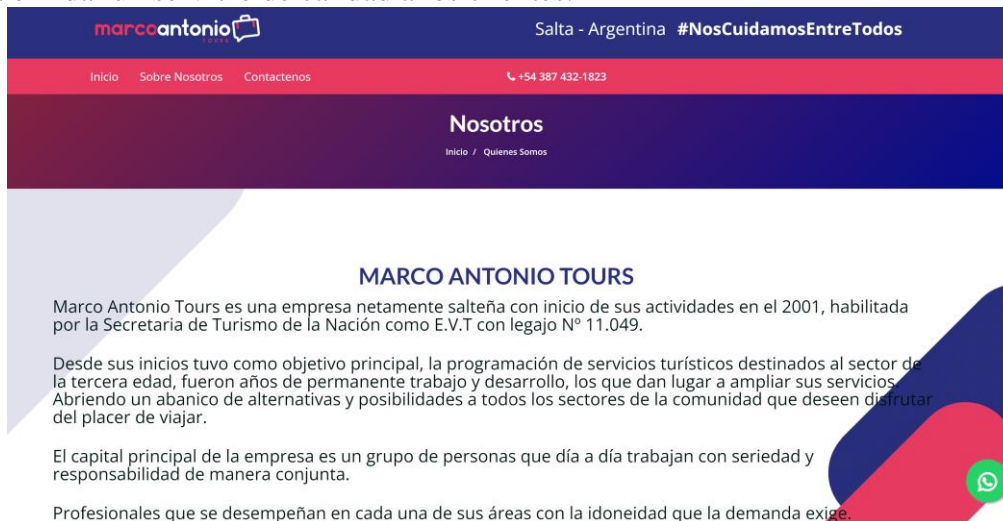 marcoantonio
TOURS
Salta - Argentina #NosCuidamosEntreTodos
Inicio Sobre Nosotros Contactenos +54 387 432-1823
Nosotros
Inicio / Quienes Somos
MARCO ANTONIO TOURS
Marco Antonio Tours es una empresa netamente salteña con inicio de sus actividades en el 2001, habilitada
por la Secretaria de Turismo de la Nación como E.V.T con legajo Nº 11.049.
Desde sus inicios tuvo como objetivo principal, la programación de servicios turísticos destinados al sector de
la tercera edad, fueron años de permanente trabajo y desarrollo, los que dan lugar a ampliar sus servicios.
Abriendo un abanico de alternativas y posibilidades a todos los sectores de la comunidad que deseen disfrutar
del placer de viajar.
El capital principal de la empresa es un grupo de personas que día a día trabajan con seriedad y
responsabilidad de manera conjunta.
Profesionales que se desempeñan en cada una de sus áreas con la idoneidad que la demanda exige.